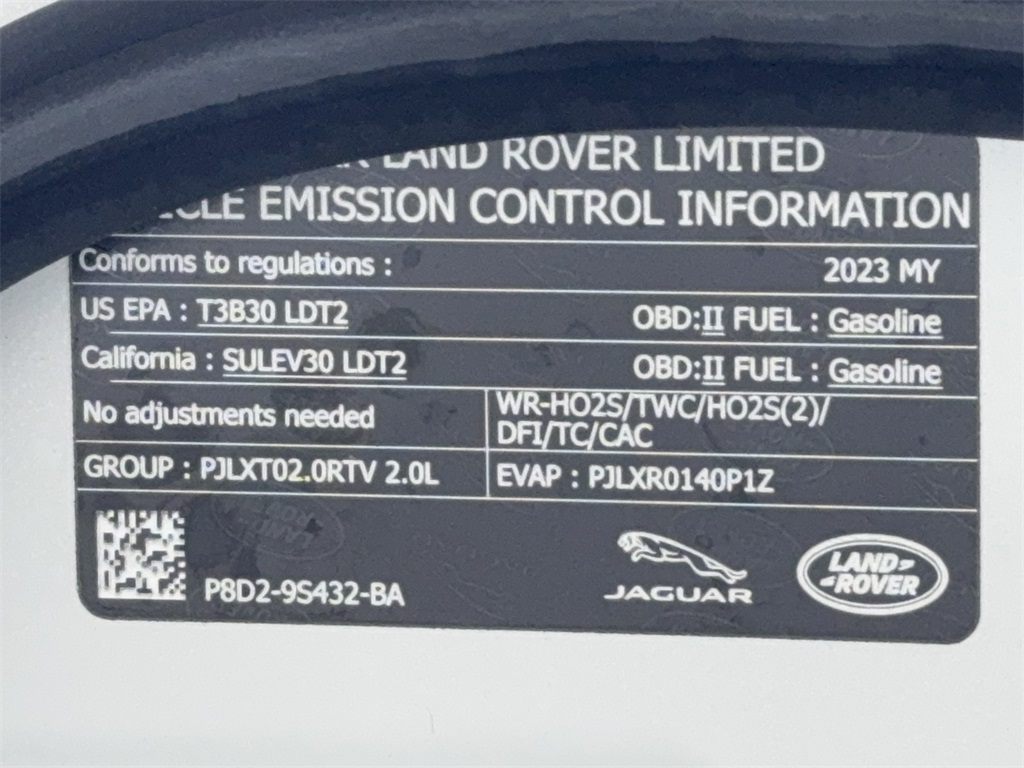 LAND ROVER LIMITED
EMISSION CONTROL INFORMATION
Conforms to regulations : 2023 MY
US EPA : T3B30 LDT2 OBD:II FUEL : Gasoline
California : SULEV30 LDT2 OBD:II FUEL : Gasoline
No adjustments needed
WR-HO2S/TWC/HO2S(2)/
DFI/TC/CAC
GROUP : PJLXT02.0RTV 2.0L
EVAP : PJLXR0140P1Z
P8D2-9S432-BA
JAGUAR
LAND
ROVER